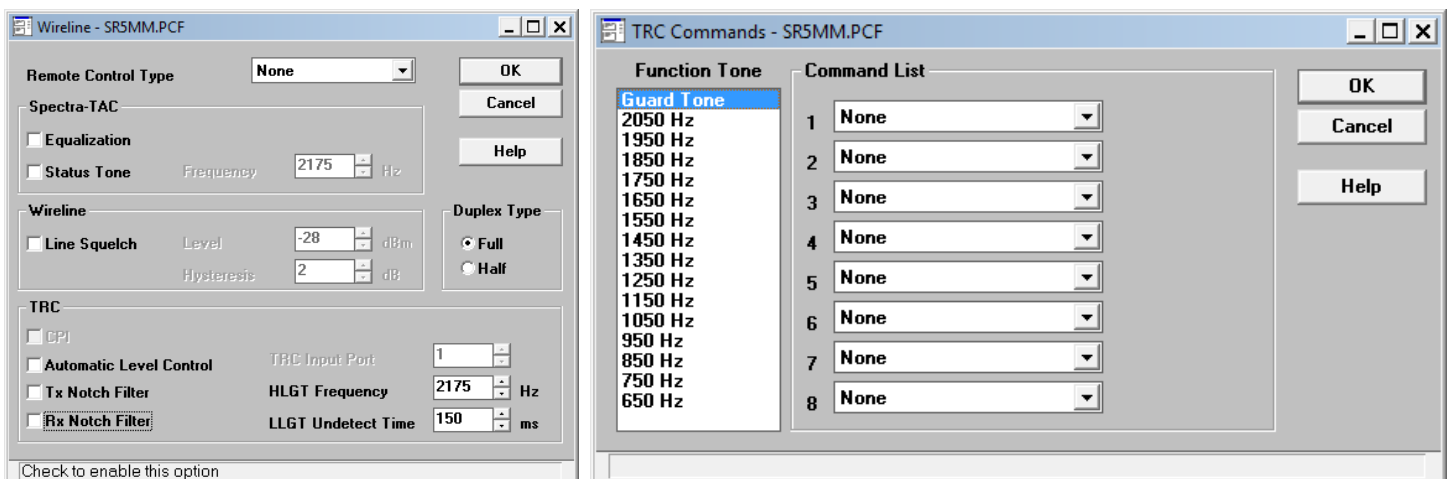 Wireline - SR5MM.PCF
Remote Control Type None
OK
Cancel
Help
Spectra-TAC
Equalization
Status Tone Frequency 2175 Hz
Wireline
Line Squelch Level -28 dBm
Hysteresis 2 dB
Duplex Type
Full
Half
TRC
CPI
Automatic Level Control TRC Input Port 1
Tx Notch Filter HLGT Frequency 2175 Hz
Rx Notch Filter LLGT Undetect Time 150 ms
Check to enable this option
TRC Commands - SR5MM.PCF
Function Tone
Guard Tone
2050 Hz
1950 Hz
1850 Hz
1750 Hz
1650 Hz
1550 Hz
1450 Hz
1350 Hz
1250 Hz
1150 Hz
1050 Hz
950 Hz
850 Hz
750 Hz
650 Hz
Command List
1 None
2 None
3 None
4 None
5 None
6 None
7 None
8 None
OK
Cancel
Help